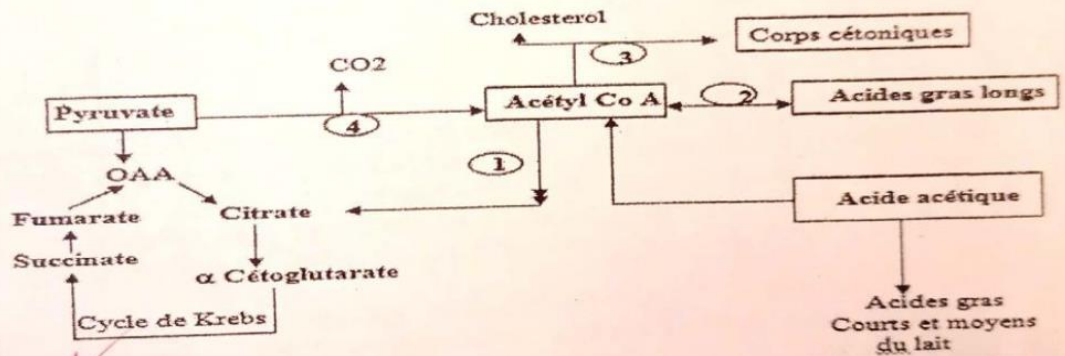 Cholesterol
Corps cétoniques
3
CO2
Acétyl Co A
2
Acides gras longs
Pyruvate
4
1
OAA
Acide acétique
Fumarate
Citrate
Succinate
α Cétoglutarate
Cycle de Krebs
Acides gras
Courts et moyens
du lait